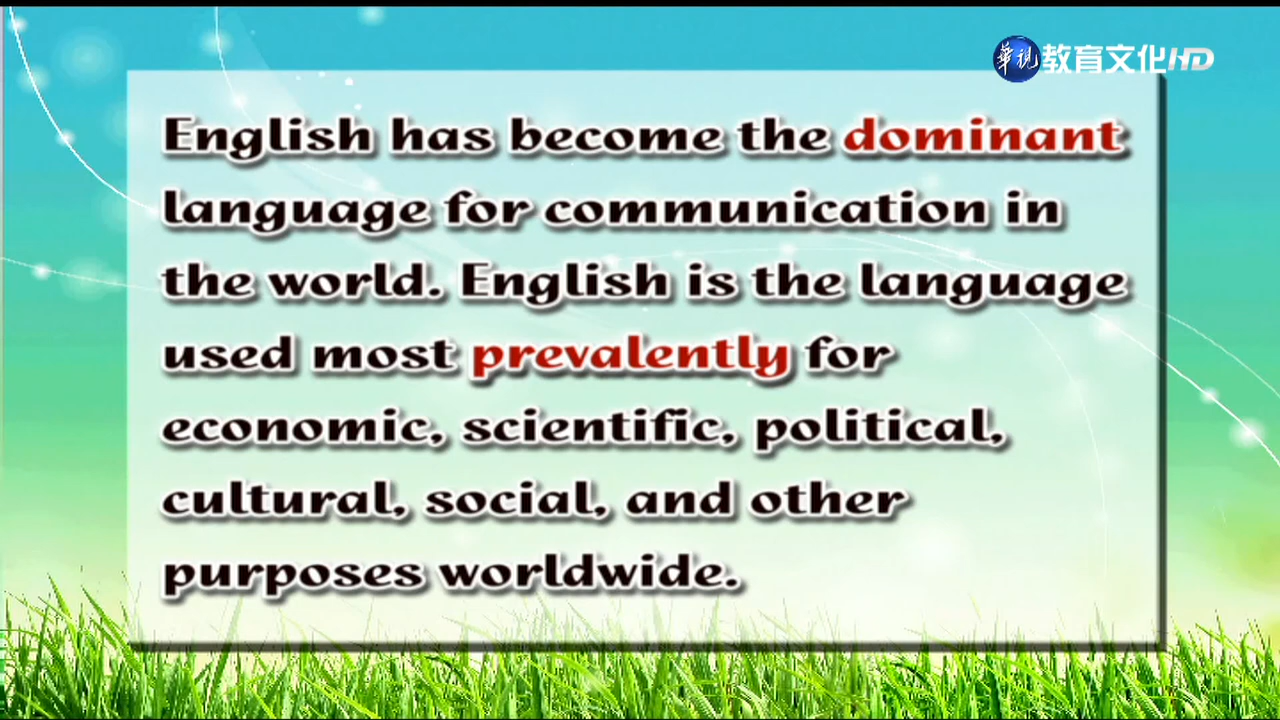 華視 教育文化HD
English has become the dominant
language for communication in
the world. English is the language
used most prevalently for
economic, scientific, political,
cultural, social, and other
purposes worldwide.